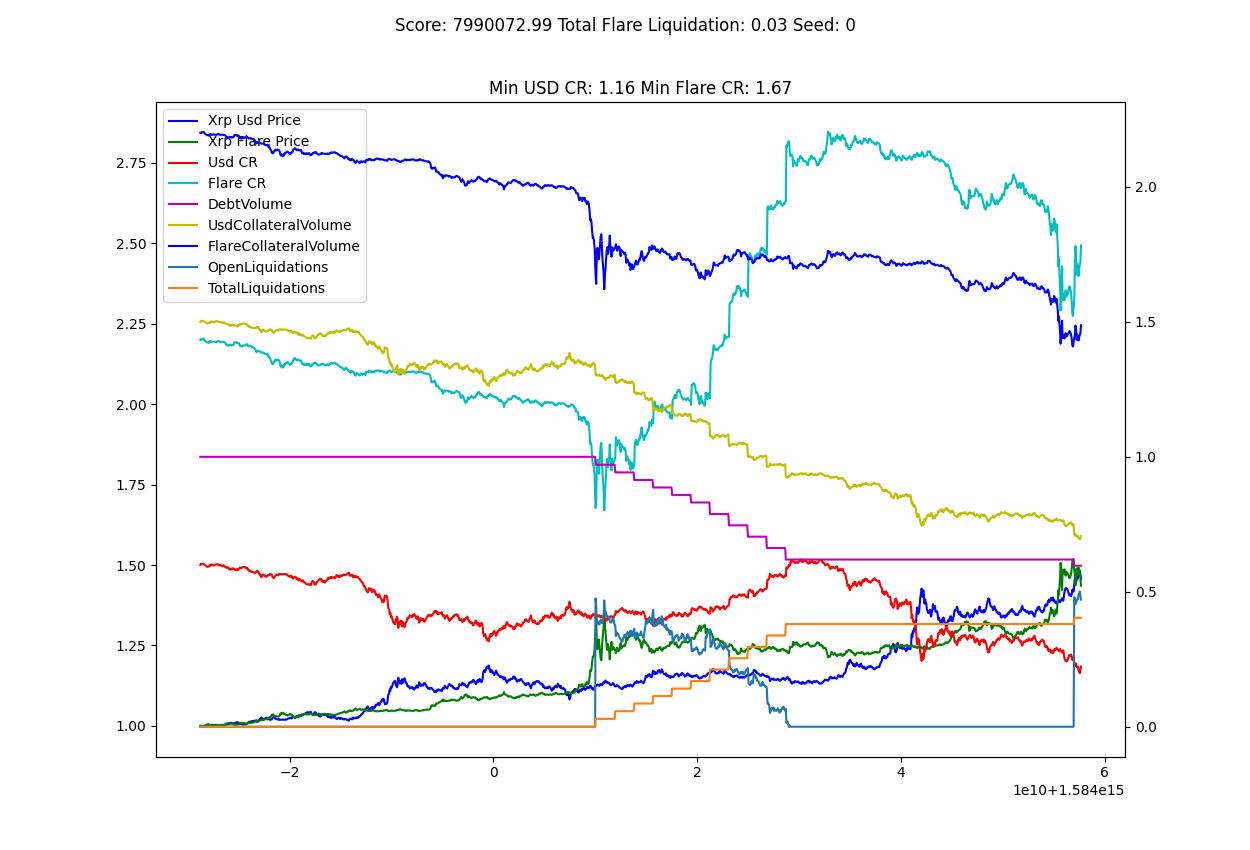 Score: 7990072.99 Total Flare Liquidation: 0.03 Seed: 0
Min USD CR: 1.16 Min Flare CR: 1.67
Xrp Usd Price
Xrp Flare Price
Usd CR
Flare CR
DebtVolume
UsdCollateralVolume
FlareCollateralVolume
OpenLiquidations
TotalLiquidations
2.75
2.50
2.25
2.00
1.75
1.50
1.25
1.00
2.0
1.5
1.0
0.5
0.0
−2 0 2 4 6
1e10+1.584e15